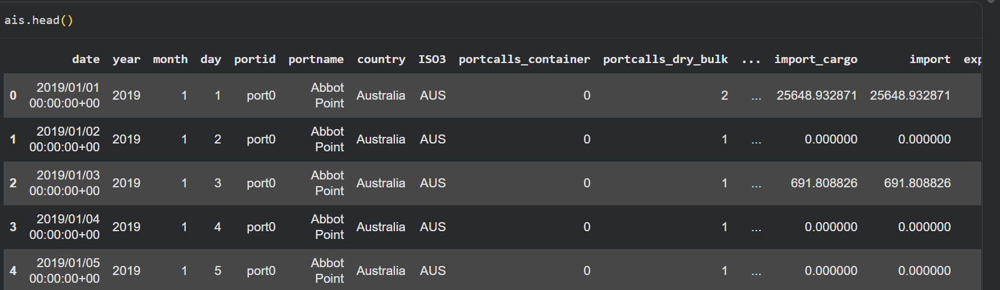 ais.head()
date year month day portid portname country ISO3 portcalls_container portcalls_dry_bulk ... import_cargo import exp
0 2019/01/01 00:00:00+00 2019 1 1 port0 Abbot Point Australia AUS 0 2 ... 25648.932871 25648.932871
1 2019/01/02 00:00:00+00 2019 1 2 port0 Abbot Point Australia AUS 0 1 ... 0.000000 0.000000
2 2019/01/03 00:00:00+00 2019 1 3 port0 Abbot Point Australia AUS 0 1 ... 691.808826 691.808826
3 2019/01/04 00:00:00+00 2019 1 4 port0 Abbot Point Australia AUS 0 1 ... 0.000000 0.000000
4 2019/01/05 00:00:00+00 2019 1 5 port0 Abbot Point Australia AUS 0 1 ... 0.000000 0.000000